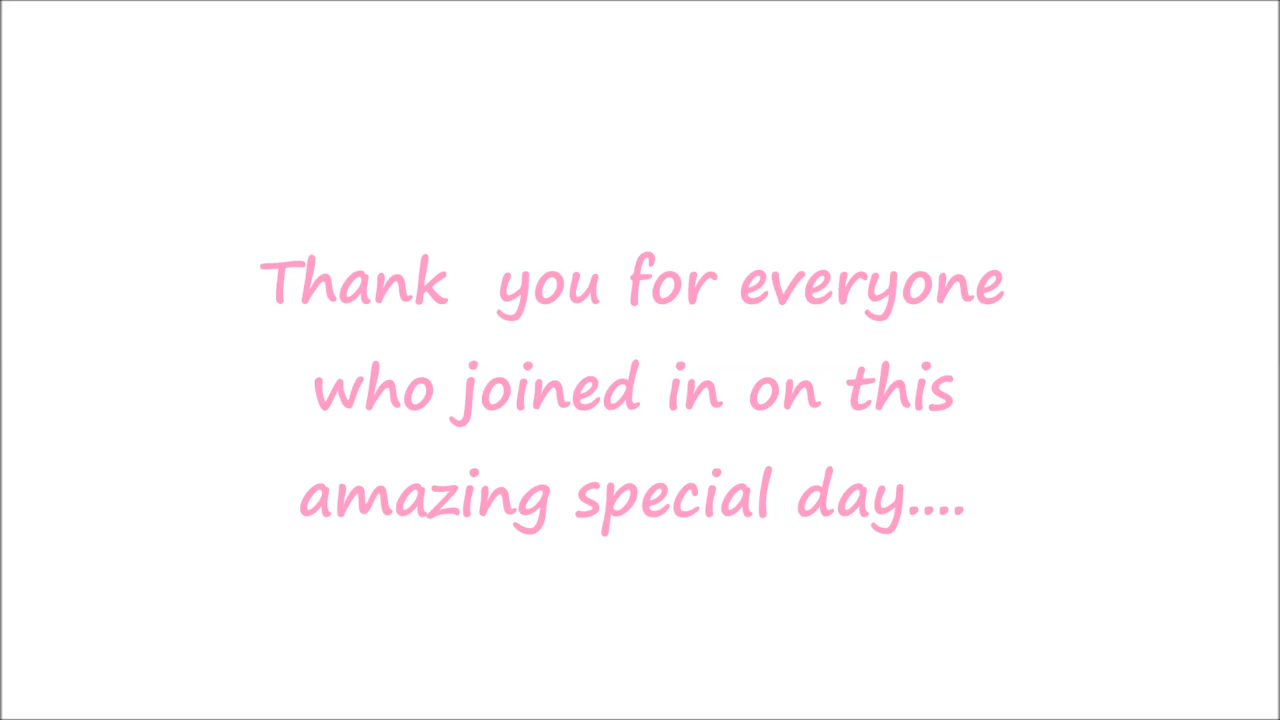 Thank  you for everyone
who joined in on this
amazing special day....